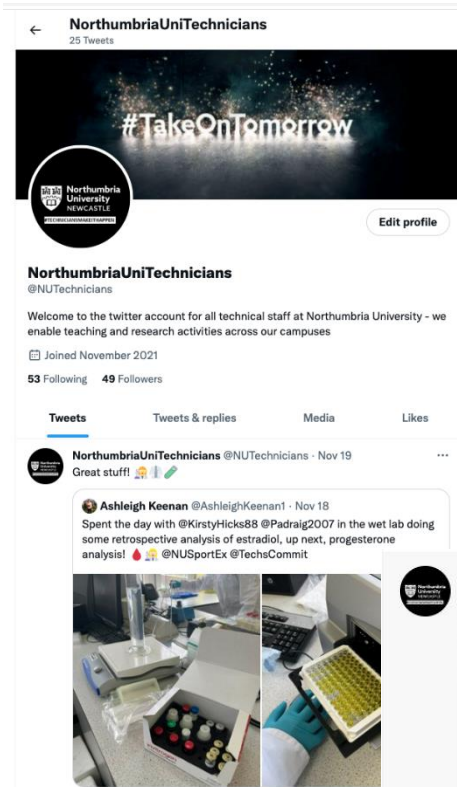 NorthumbriaUniTechnicians
25 Tweets
#TakeOnTomorrow
Northumbria
University
NEWCASTLE
#TECHNICIANSMAKEITHAPPEN
Edit profile
NorthumbriaUniTechnicians
@NUTechnicians
Welcome to the twitter account for all technical staff at Northumbria University - we
enable teaching and research activities across our campuses
Joined November 2021
53 Following 49 Followers
Tweets Tweets & replies Media Likes
NorthumbriaUniTechnicians @NUTechnicians · Nov 19
Great stuff!
Ashleigh Keenan @AshleighKeenan1 · Nov 18
Spent the day with @KirstyHicks88 @Padraig2007 in the wet lab doing
some retrospective analysis of estradiol, up next, progesterone
analysis! @NUSportEx @TechsCommit
Northumbria
University
NEWCASTLE